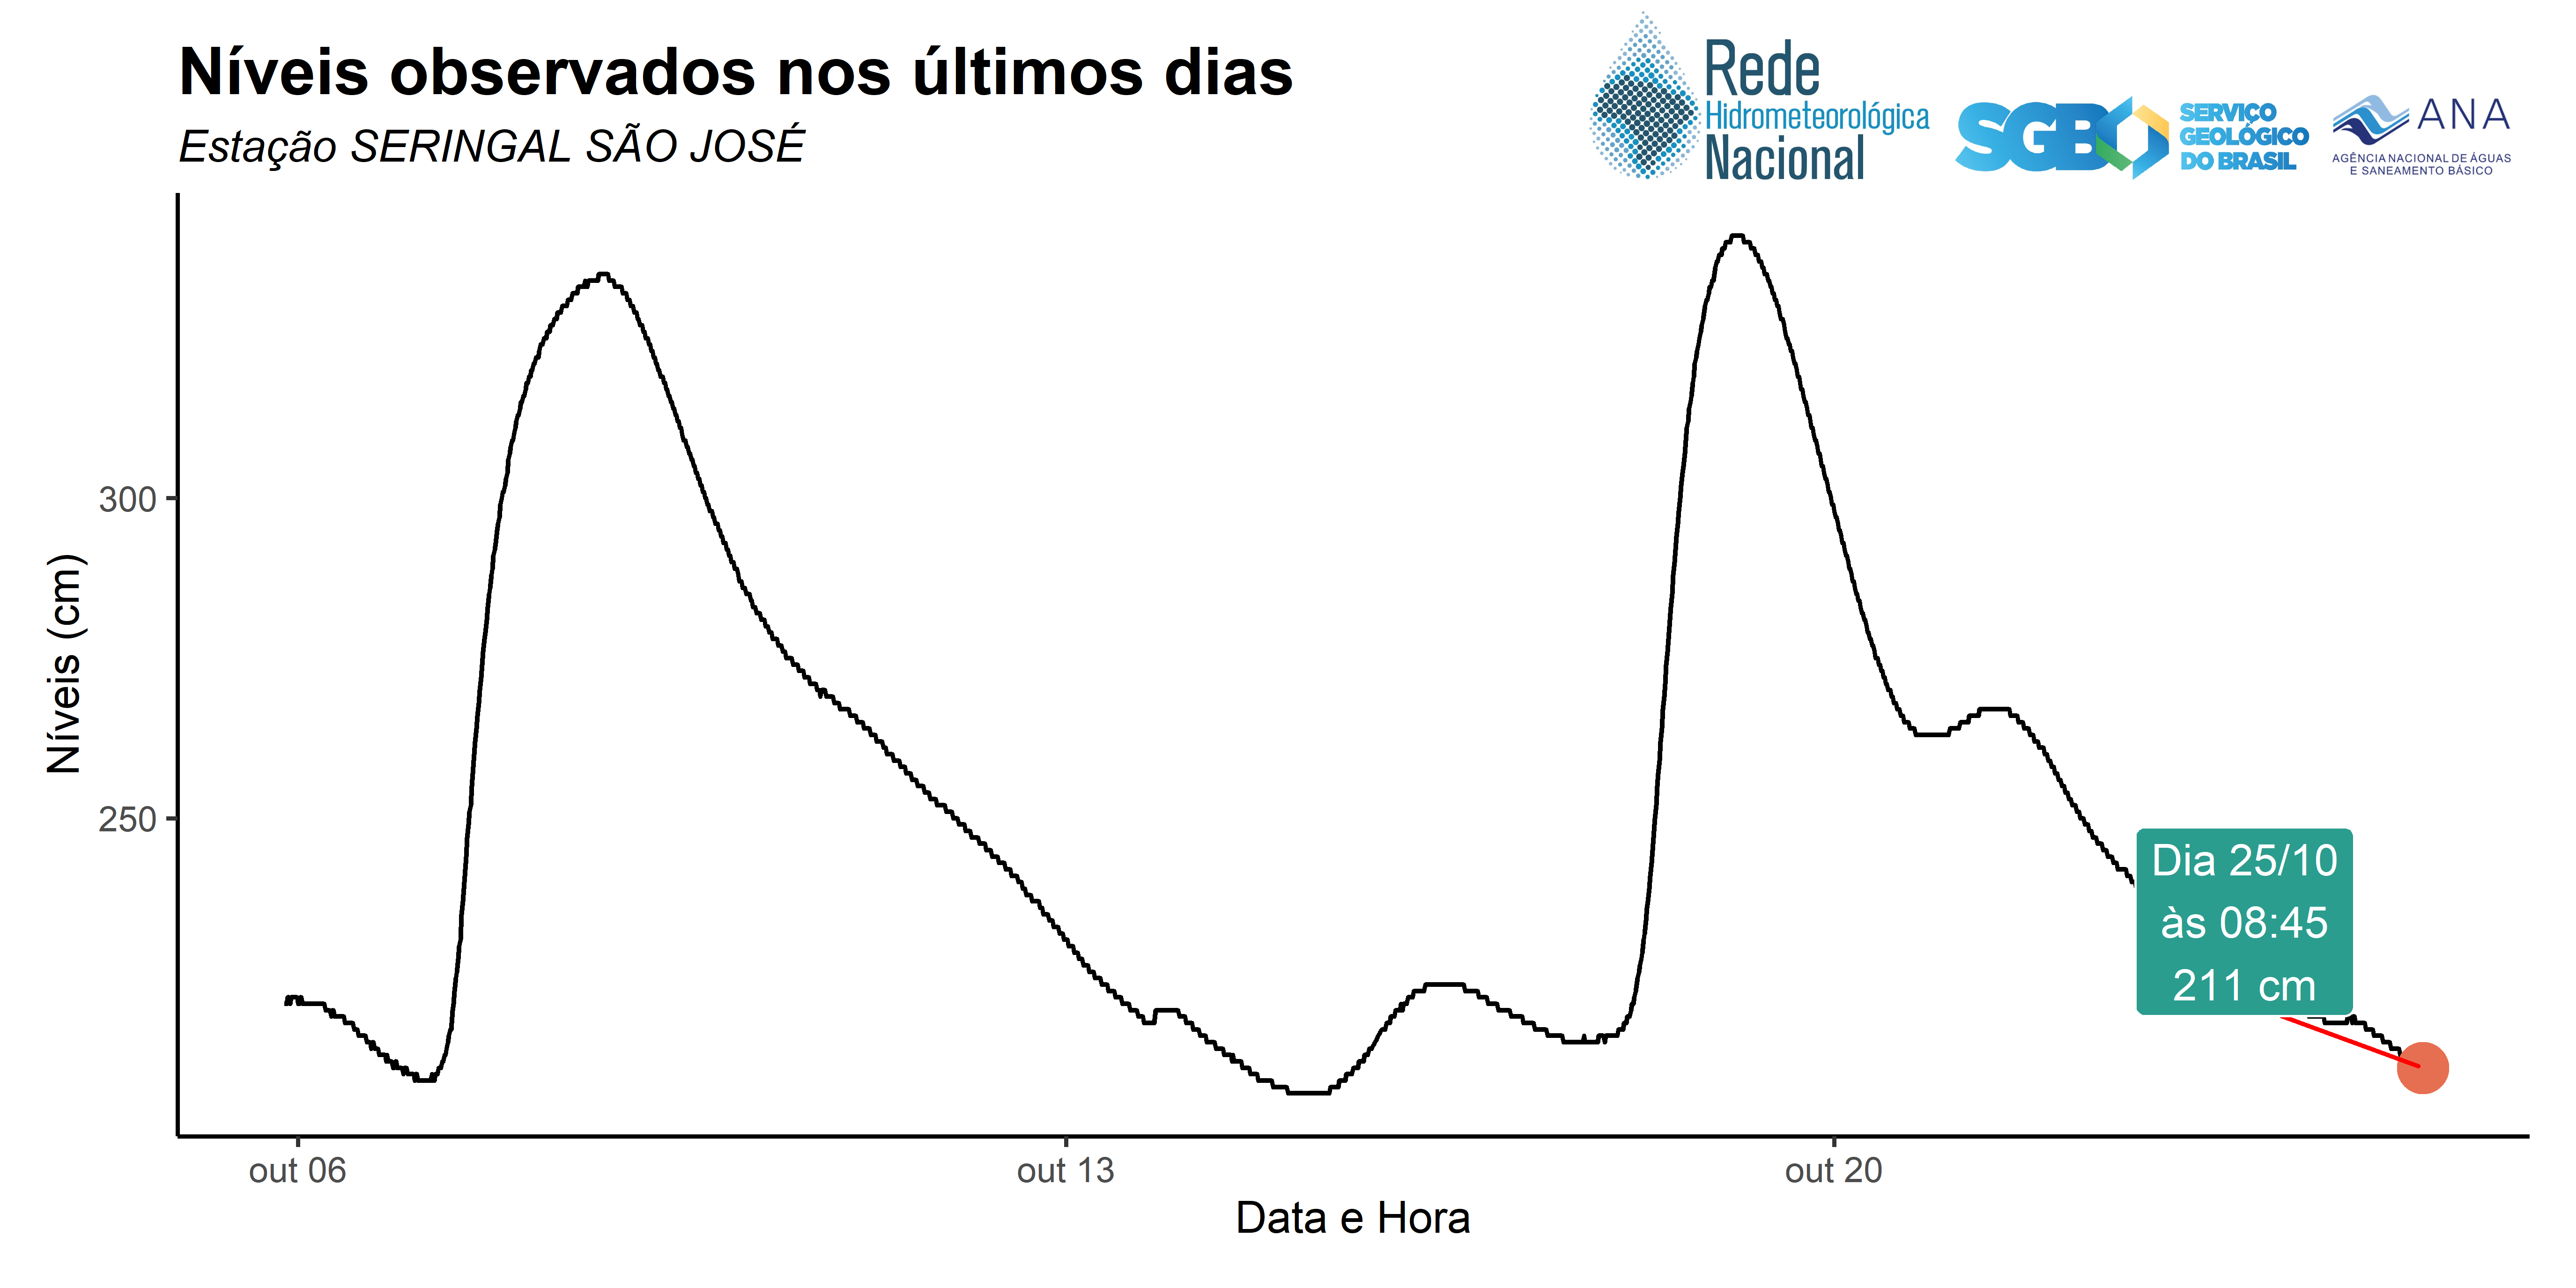 Níveis observados nos últimos dias
Estação SERINGAL SÃO JOSÉ
Rede
Hidrometeorológica
Nacional
SGB
SERVIÇO
GEOLÓGICO
DO BRASIL
ANA
AGÊNCIA NACIONAL DE ÁGUAS
E SANEAMENTO BÁSICO
Níveis (cm)
300
250
Dia 25/10
às 08:45
211 cm
out 06
out 13
out 20
Data e Hora